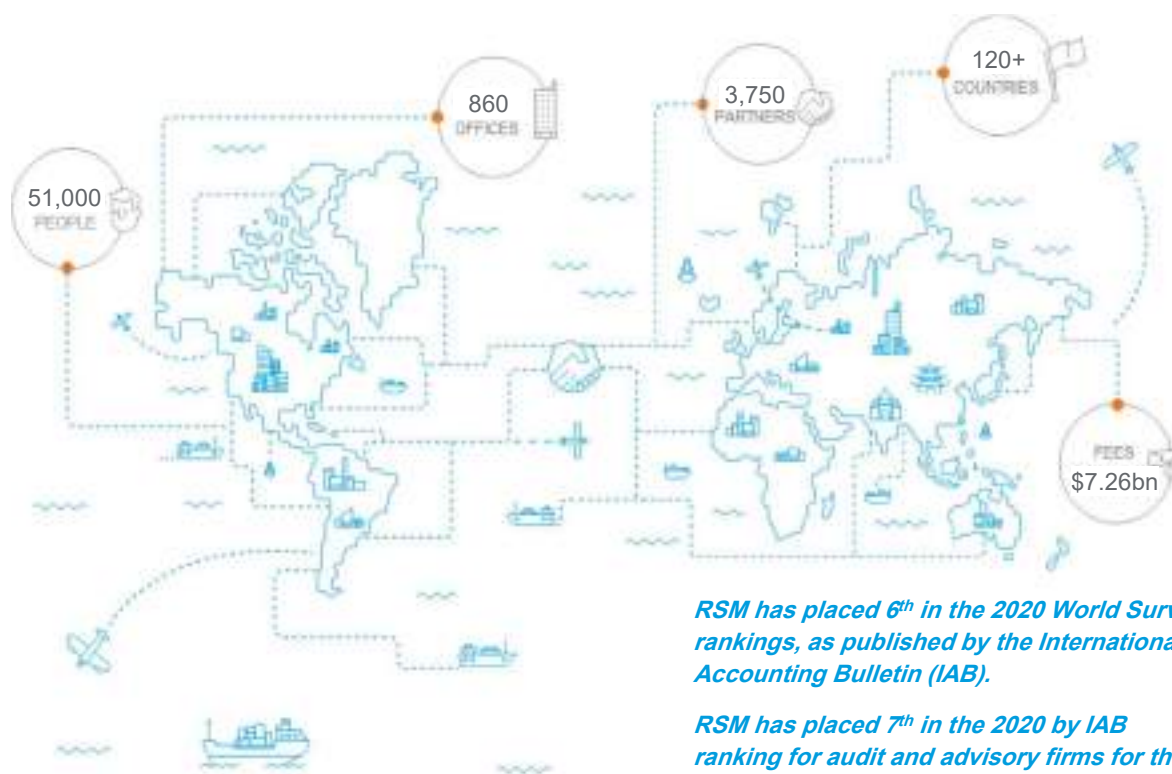 120+
COUNTRIES
860
OFFICES
3,750
PARTNERS
51,000
PEOPLE
FEES
$7.26bn
RSM has placed 6th in the 2020 World Surv
rankings, as published by the Internationa
Accounting Bulletin (IAB).
RSM has placed 7th in the 2020 by IAB
ranking for audit and advisory firms for th